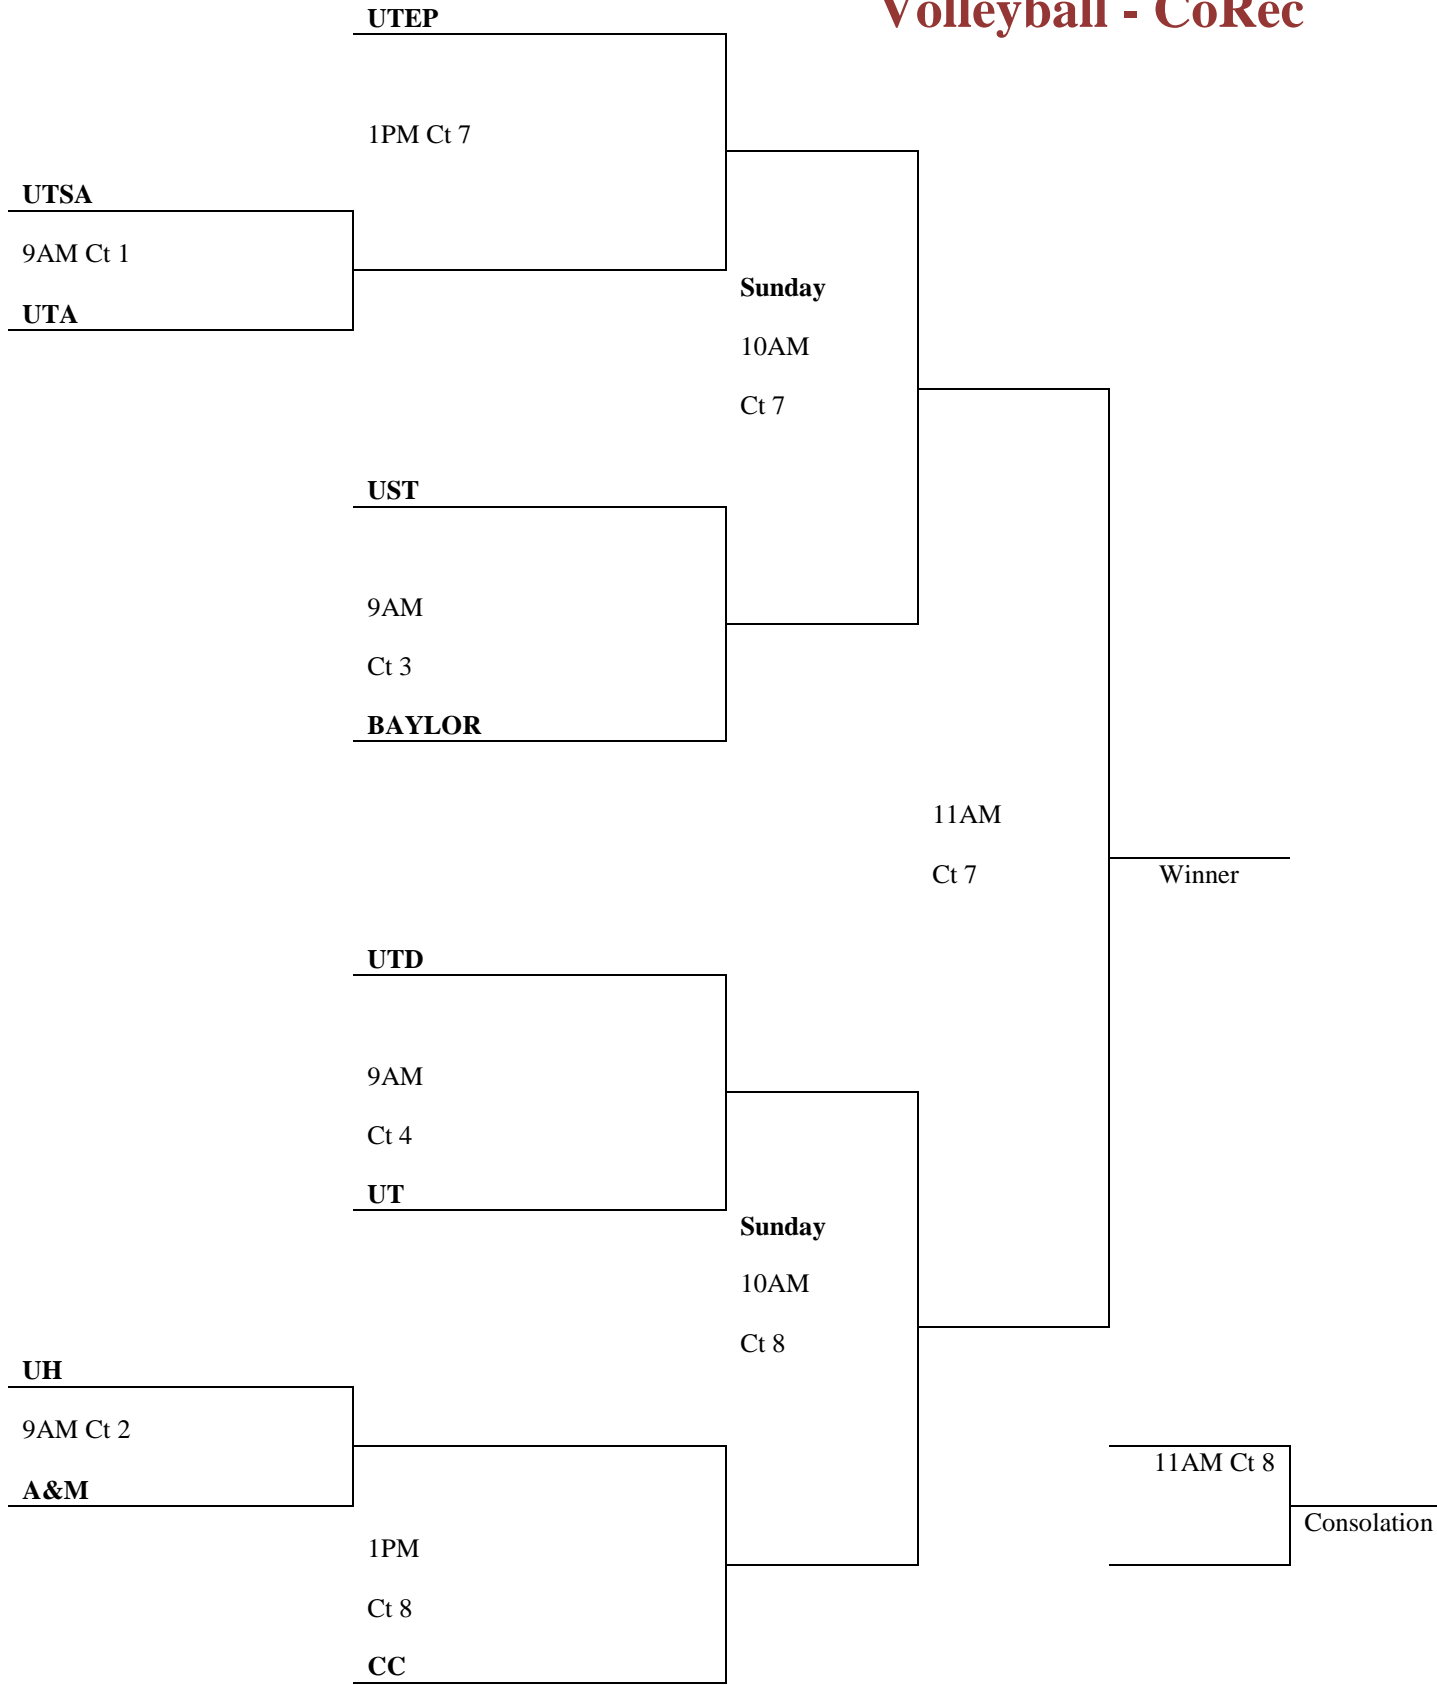 Volleyball - CoRec
UTEP
1PM Ct 7
UTSA
9AM Ct 1
UTA
Sunday
10AM
Ct 7
UST
9AM
Ct 3
BAYLOR
11AM
Ct 7
Winner
UTD
9AM
Ct 4
UT
Sunday
10AM
Ct 8
UH
9AM Ct 2
A&M
11AM Ct 8
Consolation
1PM
Ct 8
CC